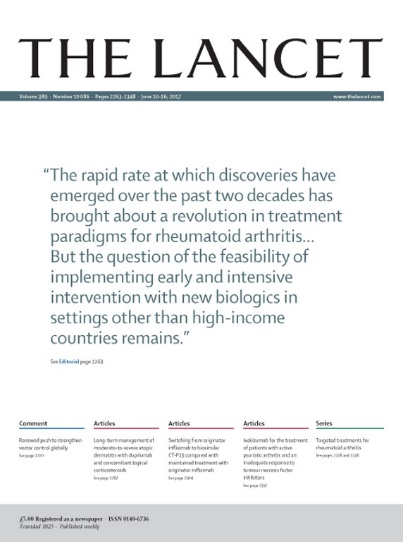 THE LANCET
Volume 389 · Number 10086 · Pages 2263–2348 · June 10–16, 2017 www.thelancet.com
“The rapid rate at which discoveries have
emerged over the past two decades has
brought about a revolution in treatment
paradigms for rheumatoid arthritis...
But the question of the feasibility of
implementing early and intensive
intervention with new biologics in
settings other than high-income
countries remains.”
See Editorial page 2263
Comment
Renewed push to strengthen
vector control globally
See page
Articles
Long-term management of
moderate-to-severe atopic
dermatitis with dupilumab
and concomitant topical
corticosteroids
See page 2287
Articles
Switching from originator
infliximab to biosimilar
CT-P13 compared with
maintained treatment with
originator infliximab
See page 2304
Articles
Ixekizumab for the treatment
of patients with active
psoriatic arthritis and an
inadequate response to
tumour necrosis factor
inhibitors
See page 2317
Series
Targeted treatments for
rheumatoid arthritis
See pages 2328 and 2338
£5.00 Registered as a newspaper · ISSN 0140-6736
Founded 1823 · Published weekly